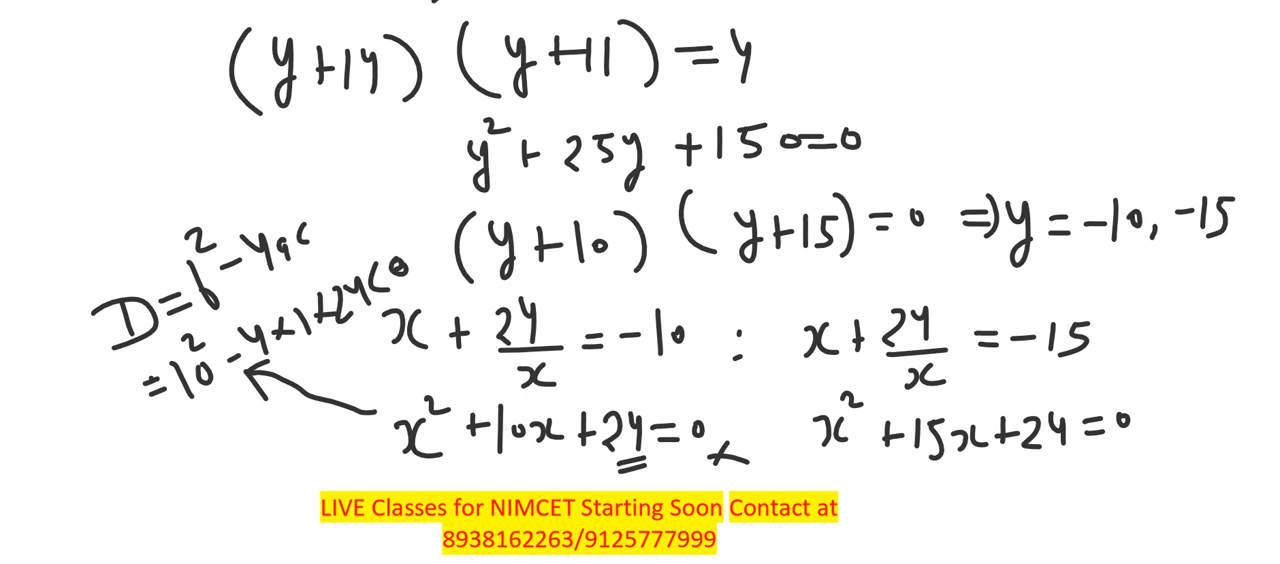 (y+14) (y+11) = 4
y² + 25y + 150 = 0
(y+10) (y+15) = 0 ⇒ y = -10, -15
D = b² - 4ac
= 10² - 4×1×24 < 0
x + 24/x = -10 : x + 24/x = -15
x² + 10x + 24 = 0 × x² + 15x + 24 = 0
LIVE Classes for NIMCET Starting Soon Contact at
8938162263/9125777999